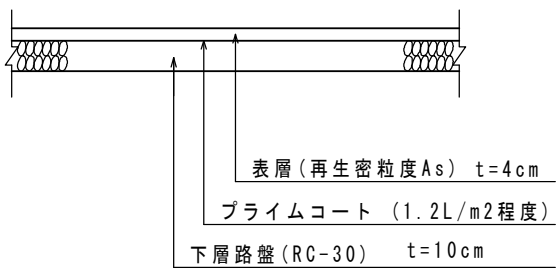 表層(再生密粒度As) t=4cm
プライムコート (1.2L/m2程度)
下層路盤(RC-30) t=10cm